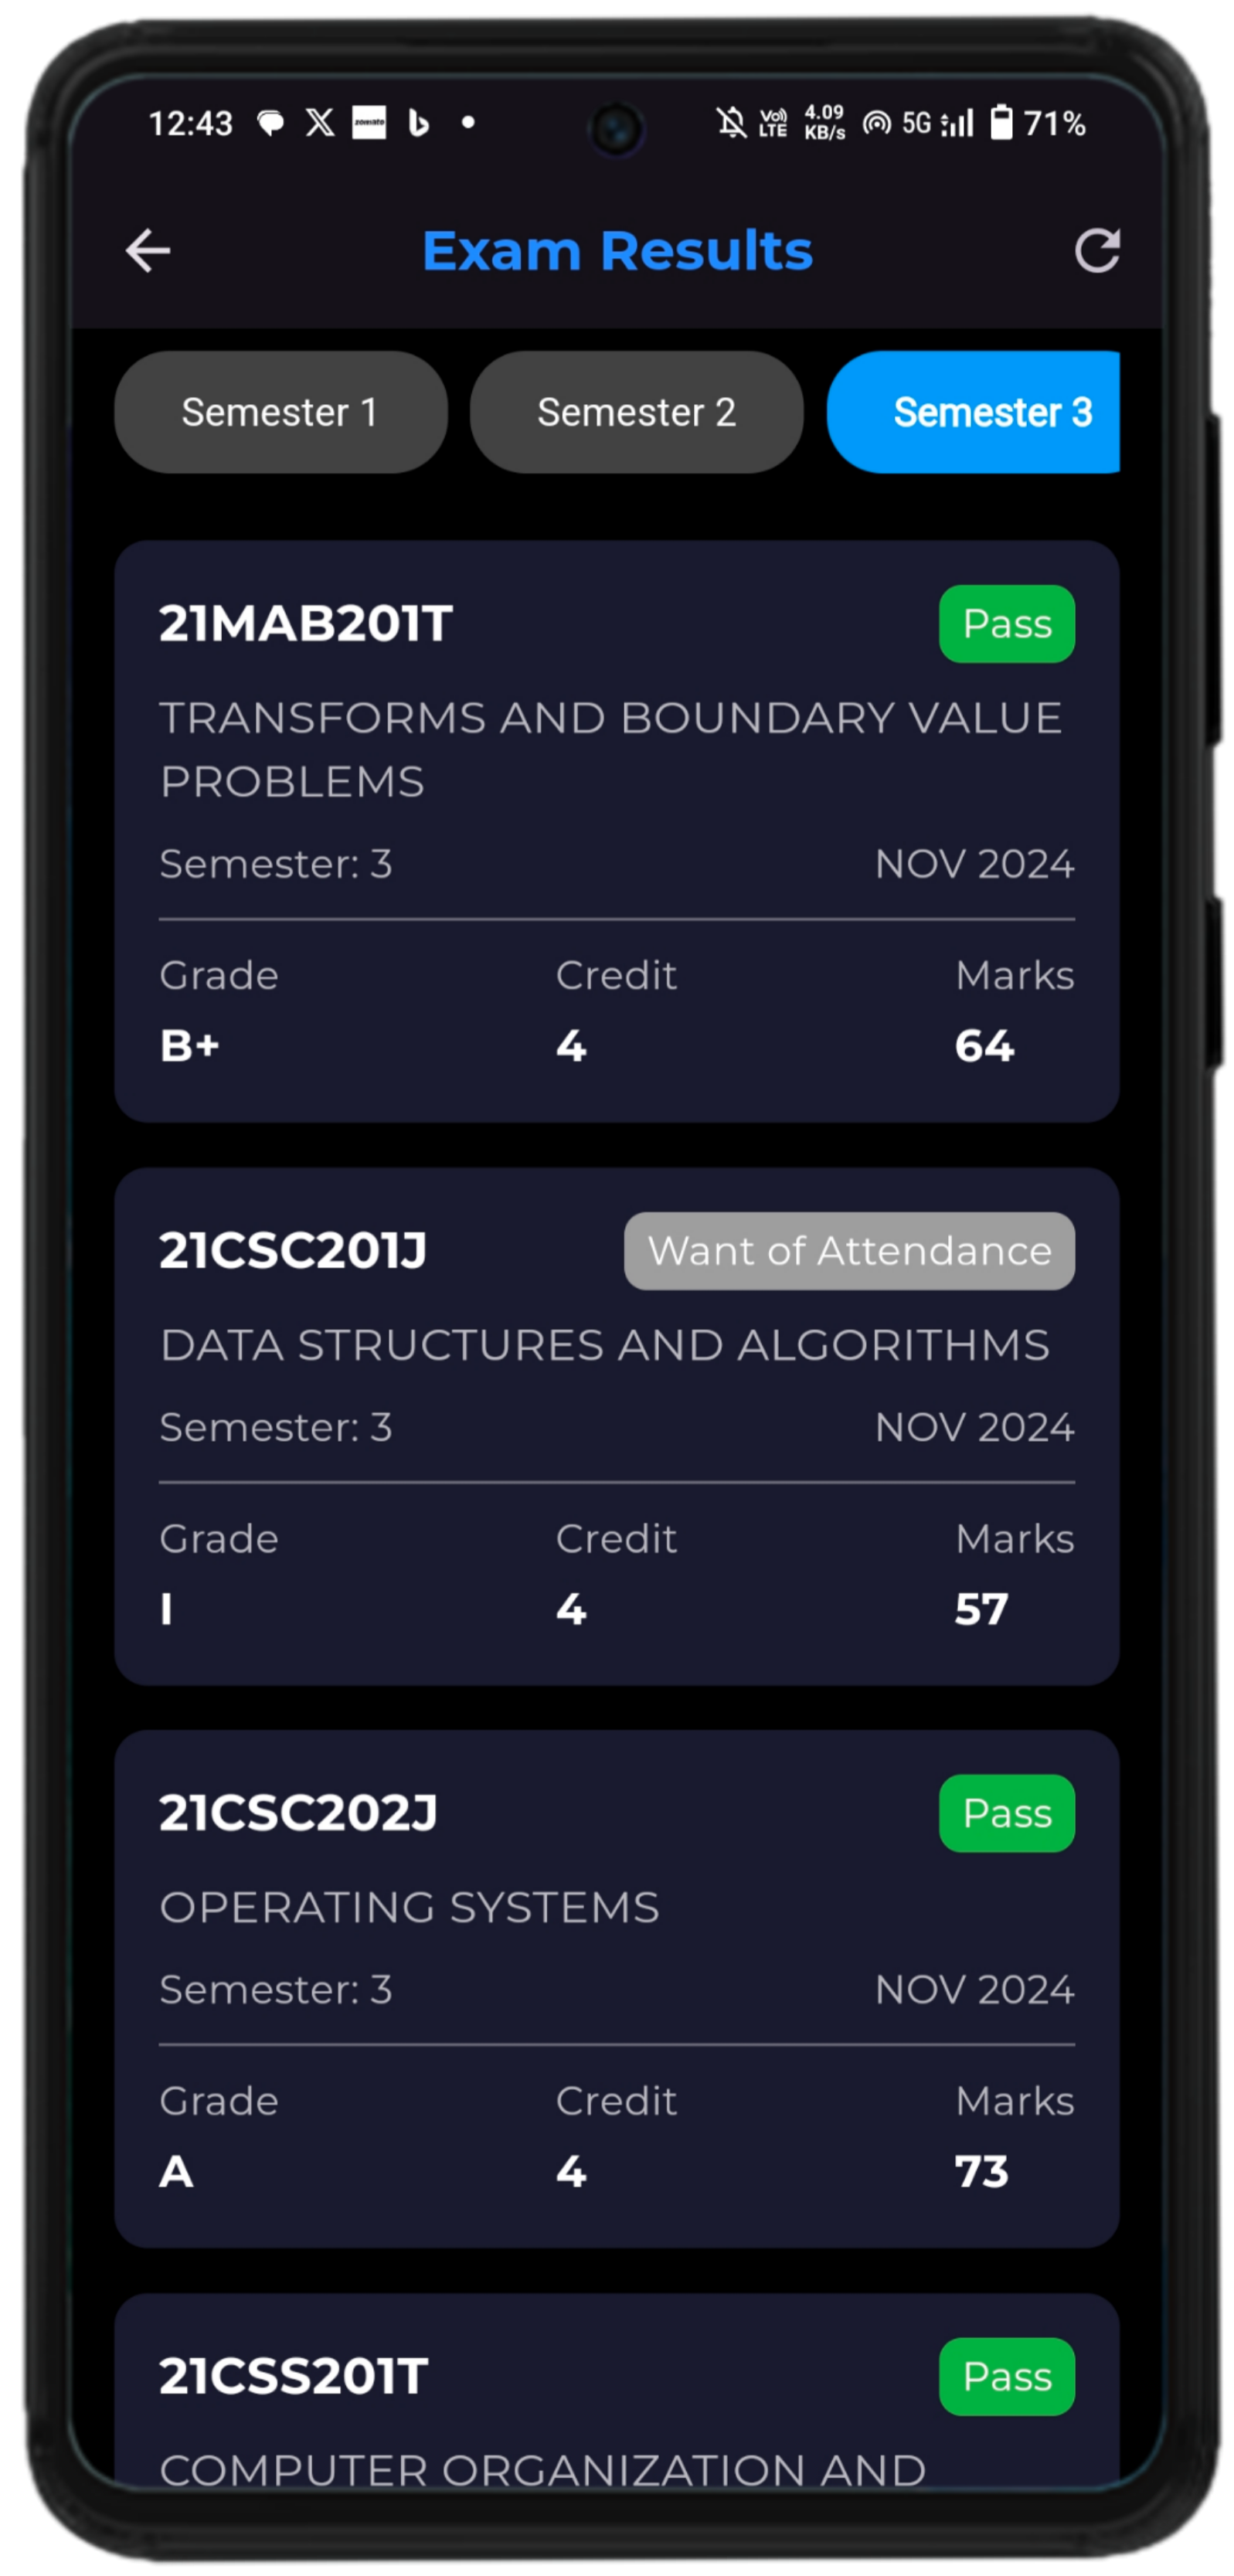 12:43 X zomato b 4.09 KB/s Vo) LTE 5G 71%
Exam Results
Semester 1 Semester 2 Semester 3
21MAB201T Pass
TRANSFORMS AND BOUNDARY VALUE
PROBLEMS
Semester: 3 NOV 2024
Grade Credit Marks
B+ 4 64
21CSC201J Want of Attendance
DATA STRUCTURES AND ALGORITHMS
Semester: 3 NOV 2024
Grade Credit Marks
I 4 57
21CSC202J Pass
OPERATING SYSTEMS
Semester: 3 NOV 2024
Grade Credit Marks
A 4 73
21CSS201T Pass
COMPUTER ORGANIZATION AND